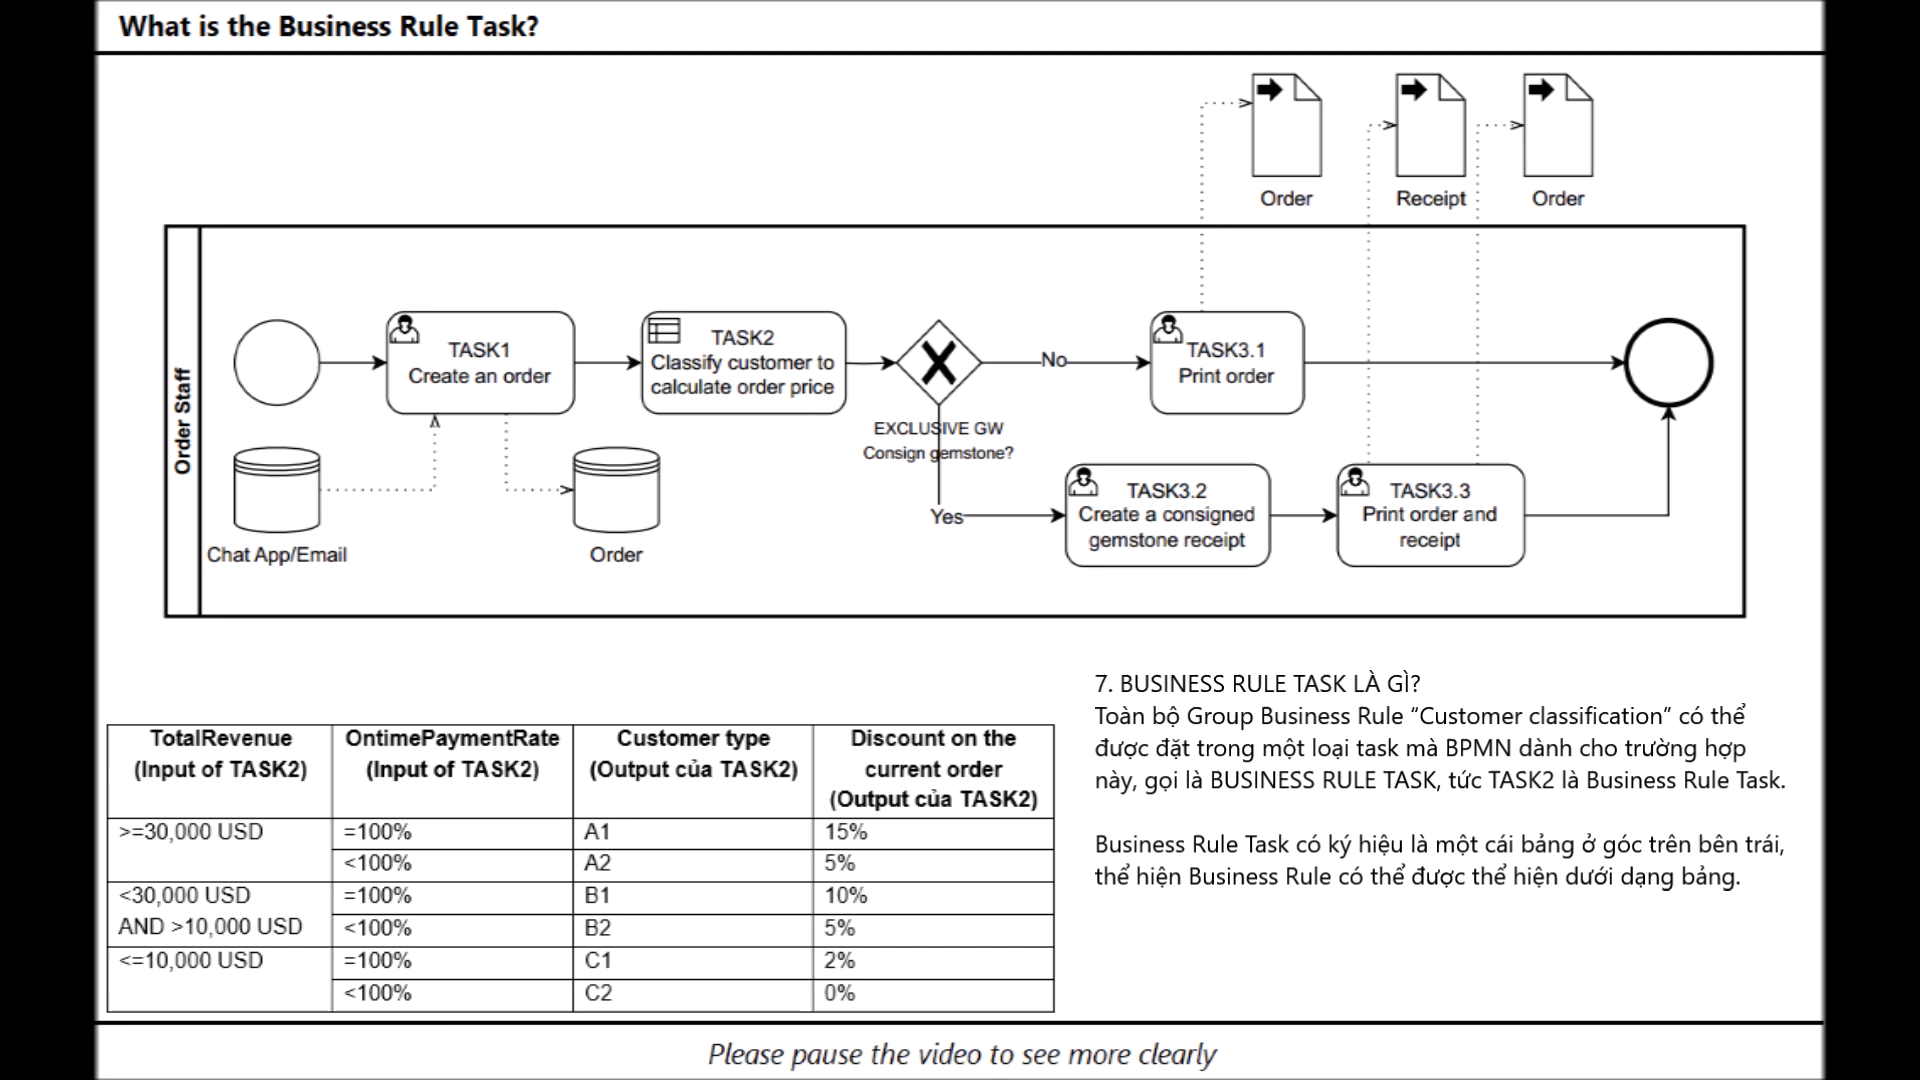 What is the Business Rule Task?
Order
Receipt
Order
Order Staff
TASK1
Create an order
TASK2
Classify customer to
calculate order price
No
TASK3.1
Print order
EXCLUSIVE GW
Consign gemstone?
Yes
TASK3.2
Create a consigned
gemstone receipt
TASK3.3
Print order and
receipt
Chat App/Email
Order
7. BUSINESS RULE TASK LÀ GÌ?
Toàn bộ Group Business Rule “Customer classification” có thể
được đặt trong một loại task mà BPMN dành cho trường hợp
này, gọi là BUSINESS RULE TASK, tức TASK2 là Business Rule Task.
Business Rule Task có ký hiệu là một cái bảng ở góc trên bên trái,
thể hiện Business Rule có thể được thể hiện dưới dạng bảng.
TotalRevenue
(Input of TASK2)
OntimePaymentRate
(Input of TASK2)
Customer type
(Output của TASK2)
Discount on the
current order
(Output của TASK2)
>=30,000 USD
=100%
A1
15%
<100%
A2
5%
<30,000 USD
AND >10,000 USD
=100%
B1
10%
<100%
B2
5%
<=10,000 USD
=100%
C1
2%
<100%
C2
0%
Please pause the video to see more clearly